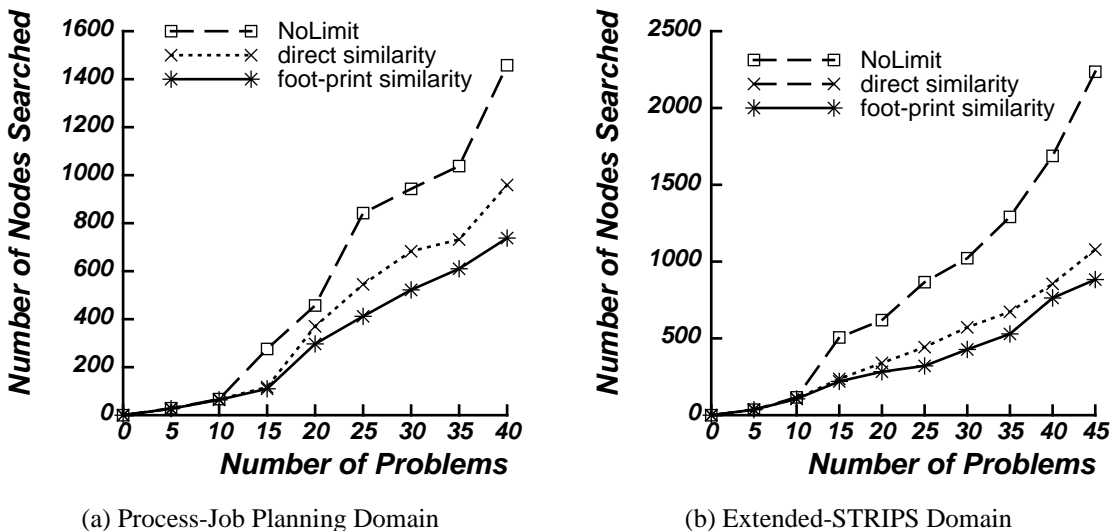 Number of Nodes Searched
1600
1400
1200
1000
800
600
400
200
0
NoLimit
direct similarity
foot-print similarity
0 5 10 15 20 25 30 35 40
Number of Problems
(a) Process-Job Planning Domain
Number of Nodes Searched
2500
2000
1500
1000
500
0
NoLimit
direct similarity
foot-print similarity
0 5 10 15 20 25 30 35 40 45
Number of Problems
(b) Extended-STRIPS Domain